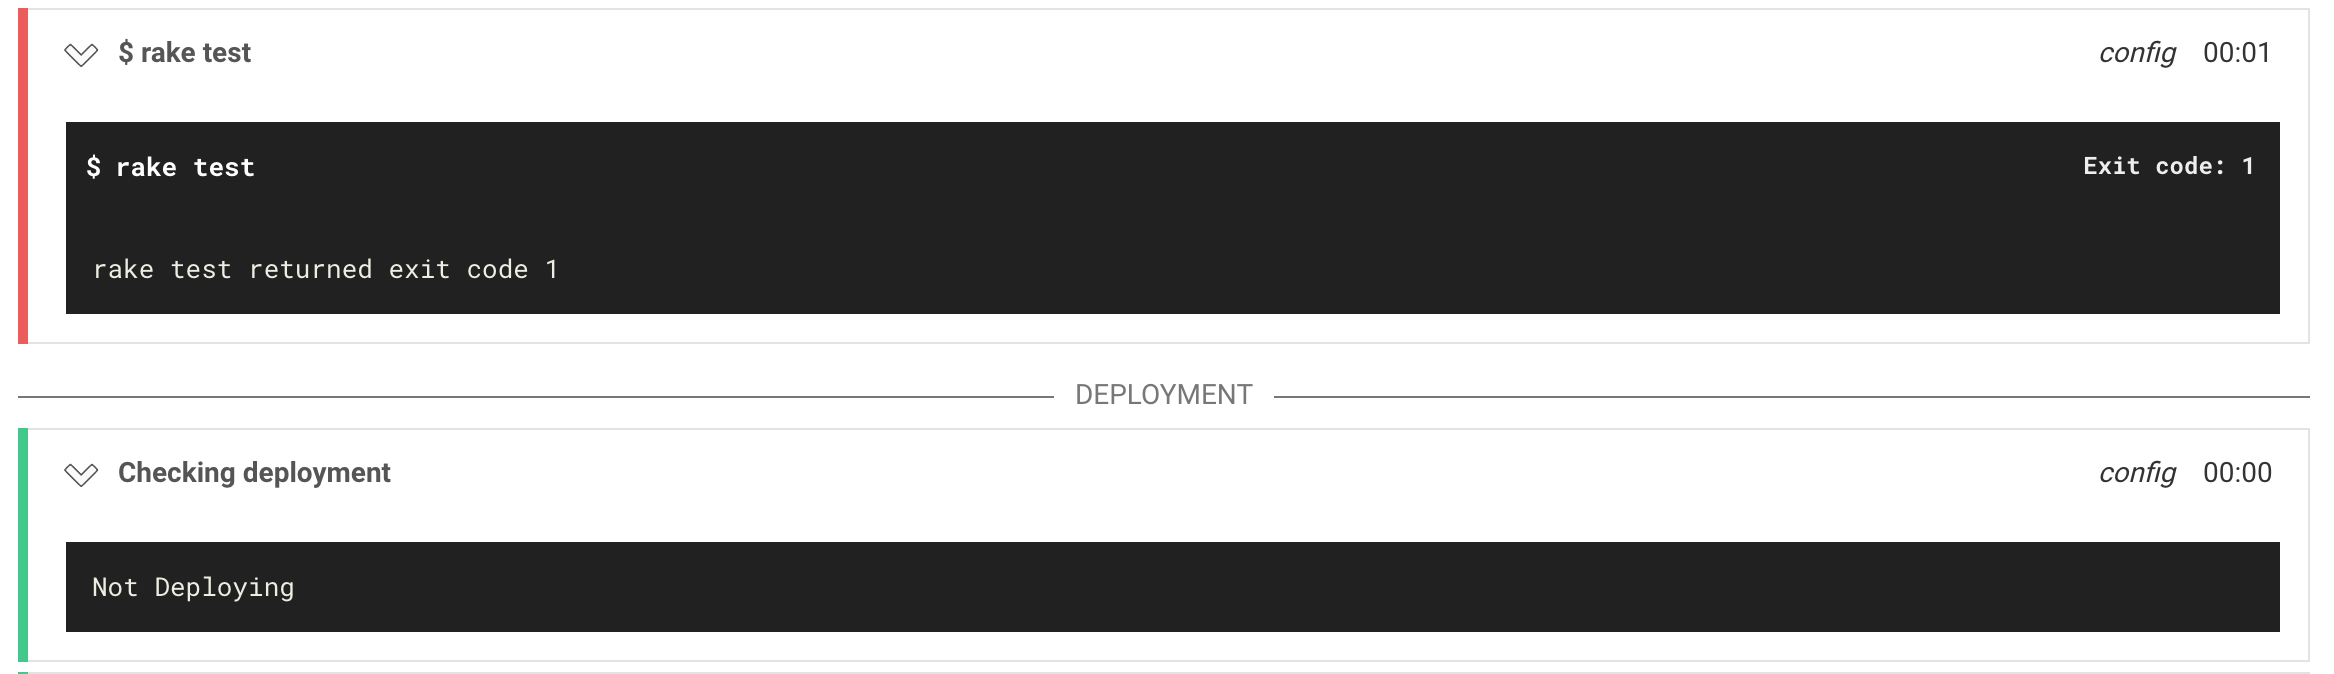 $ rake test config 00:01
$ rake test Exit code: 1
rake test returned exit code 1
DEPLOYMENT
Checking deployment config 00:00
Not Deploying